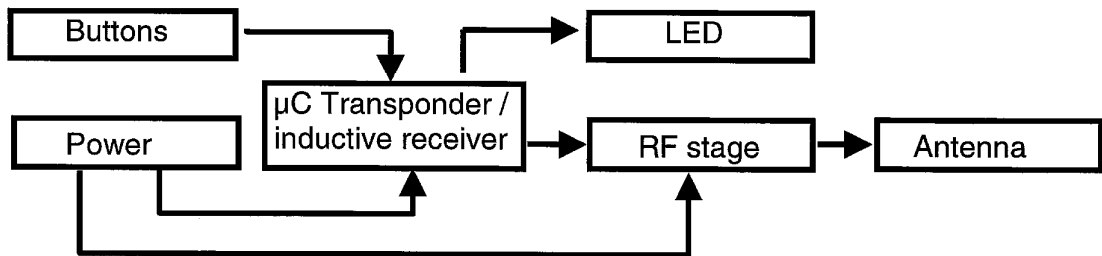 Buttons
LED
µC Transponder /
inductive receiver
Power
RF stage
Antenna